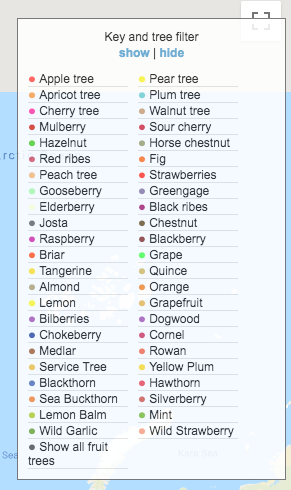 Key and tree filter
show | hide
Apple tree Pear tree
Apricot tree Plum tree
Cherry tree Walnut tree
Mulberry Sour cherry
Hazelnut Horse chestnut
Red ribes Fig
Peach tree Strawberries
Gooseberry Greengage
Elderberry Black ribes
Josta Chestnut
Raspberry Blackberry
Briar Grape
Tangerine Quince
Almond Orange
Lemon Grapefruit
Bilberries Dogwood
Chokeberry Cornel
Medlar Rowan
Service Tree Yellow Plum
Blackthorn Hawthorn
Sea Buckthorn Silverberry
Lemon Balm Mint
Wild Garlic Wild Strawberry
Show all fruit
trees
Sea